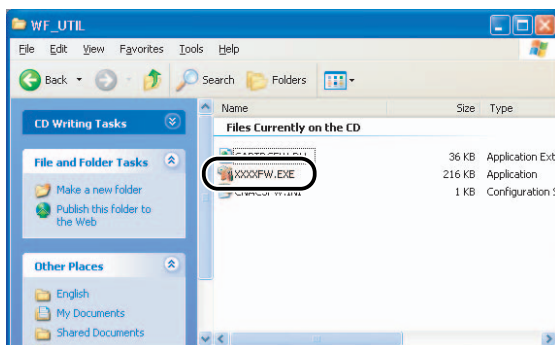 WF_UTIL
File Edit View Favorites Tools Help
Back Search Folders
Name Size Type
CD Writing Tasks
Files Currently on the CD
36 KB Application Ext
File and Folder Tasks
XXXXFW.EXE 216 KB Application
1 KB Configuration S
Make a new folder
Publish this folder to
the Web
Other Places
English
My Documents
Shared Documents